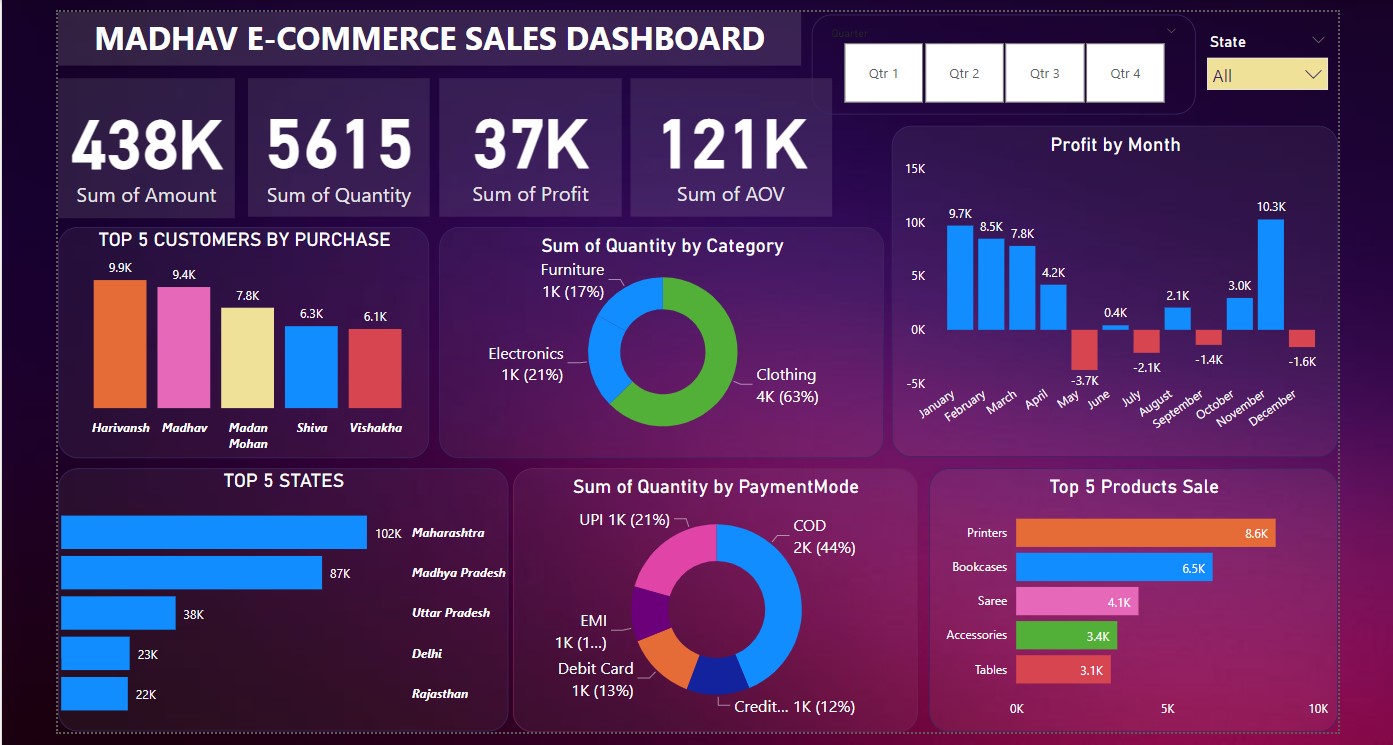 MADHAV E-COMMERCE SALES DASHBOARD
Quarter
Qtr 1
Qtr 2
Qtr 3
Qtr 4
State
All
438K
Sum of Amount
5615
Sum of Quantity
37K
Sum of Profit
121K
Sum of AOV
TOP 5 CUSTOMERS BY PURCHASE
9.9K
9.4K
7.8K
6.3K
6.1K
Harivansh
Madhav
Madan
Mohan
Shiva
Vishakha
Sum of Quantity by Category
Furniture
1K (17%)
Electronics
1K (21%)
Clothing
4K (63%)
Profit by Month
15K
10K
5K
0K
-5K
9.7K
8.5K
7.8K
4.2K
-3.7K
0.4K
-2.1K
2.1K
-1.4K
3.0K
10.3K
-1.6K
January
February
March
April
May
June
July
August
September
October
November
December
TOP 5 STATES
102K Maharashtra
87K Madhya Pradesh
38K Uttar Pradesh
23K Delhi
22K Rajasthan
Sum of Quantity by PaymentMode
UPI 1K (21%)
COD
2K (44%)
EMI
1K (1...)
Debit Card
1K (13%)
Credit... 1K (12%)
Top 5 Products Sale
Printers 8.6K
Bookcases 6.5K
Saree 4.1K
Accessories 3.4K
Tables 3.1K
0K
5K
10K